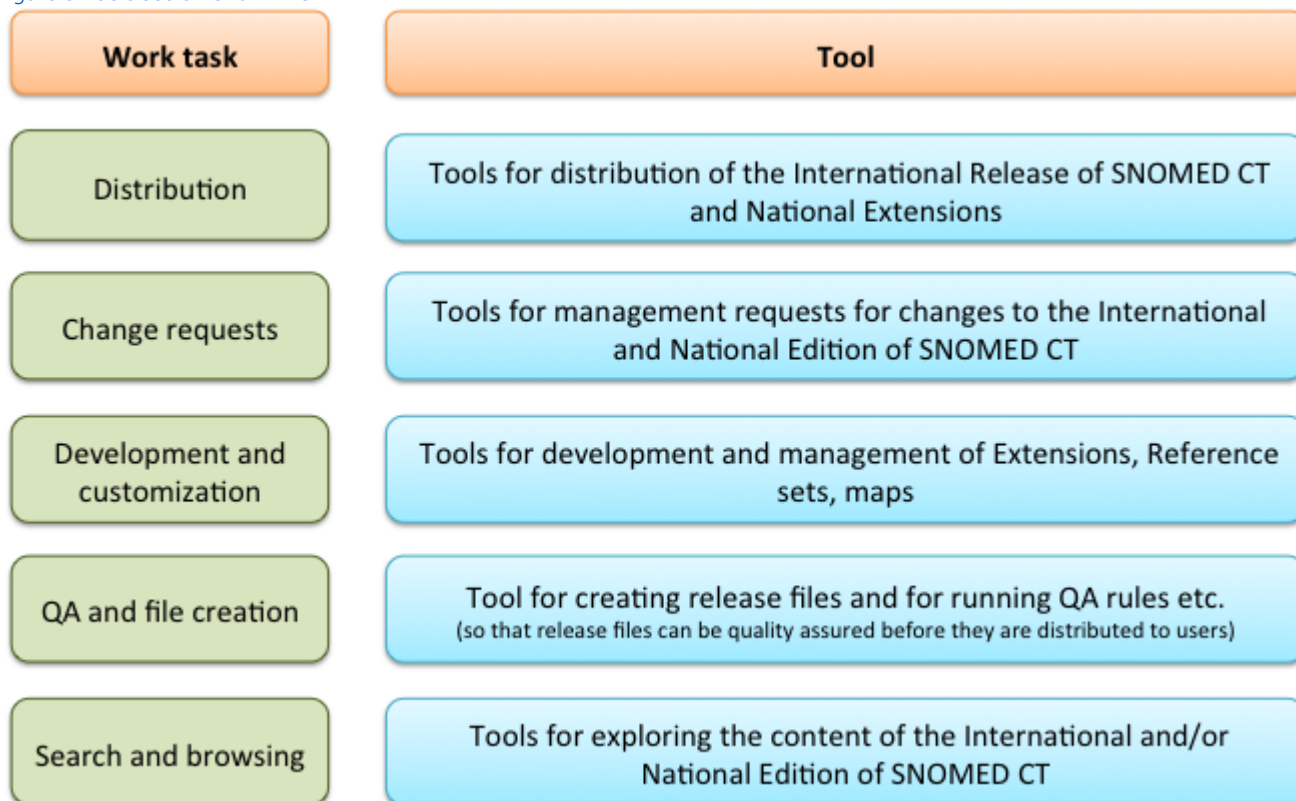 Work task
Tool
Distribution
Tools for distribution of the International Release of SNOMED CT
and National Extensions
Change requests
Tools for management requests for changes to the International
and National Edition of SNOMED CT
Development and
customization
Tools for development and management of Extensions, Reference
sets, maps
QA and file creation
Tool for creating release files and for running QA rules etc.
(so that release files can be quality assured before they are distributed to users)
Search and browsing
Tools for exploring the content of the International and/or
National Edition of SNOMED CT